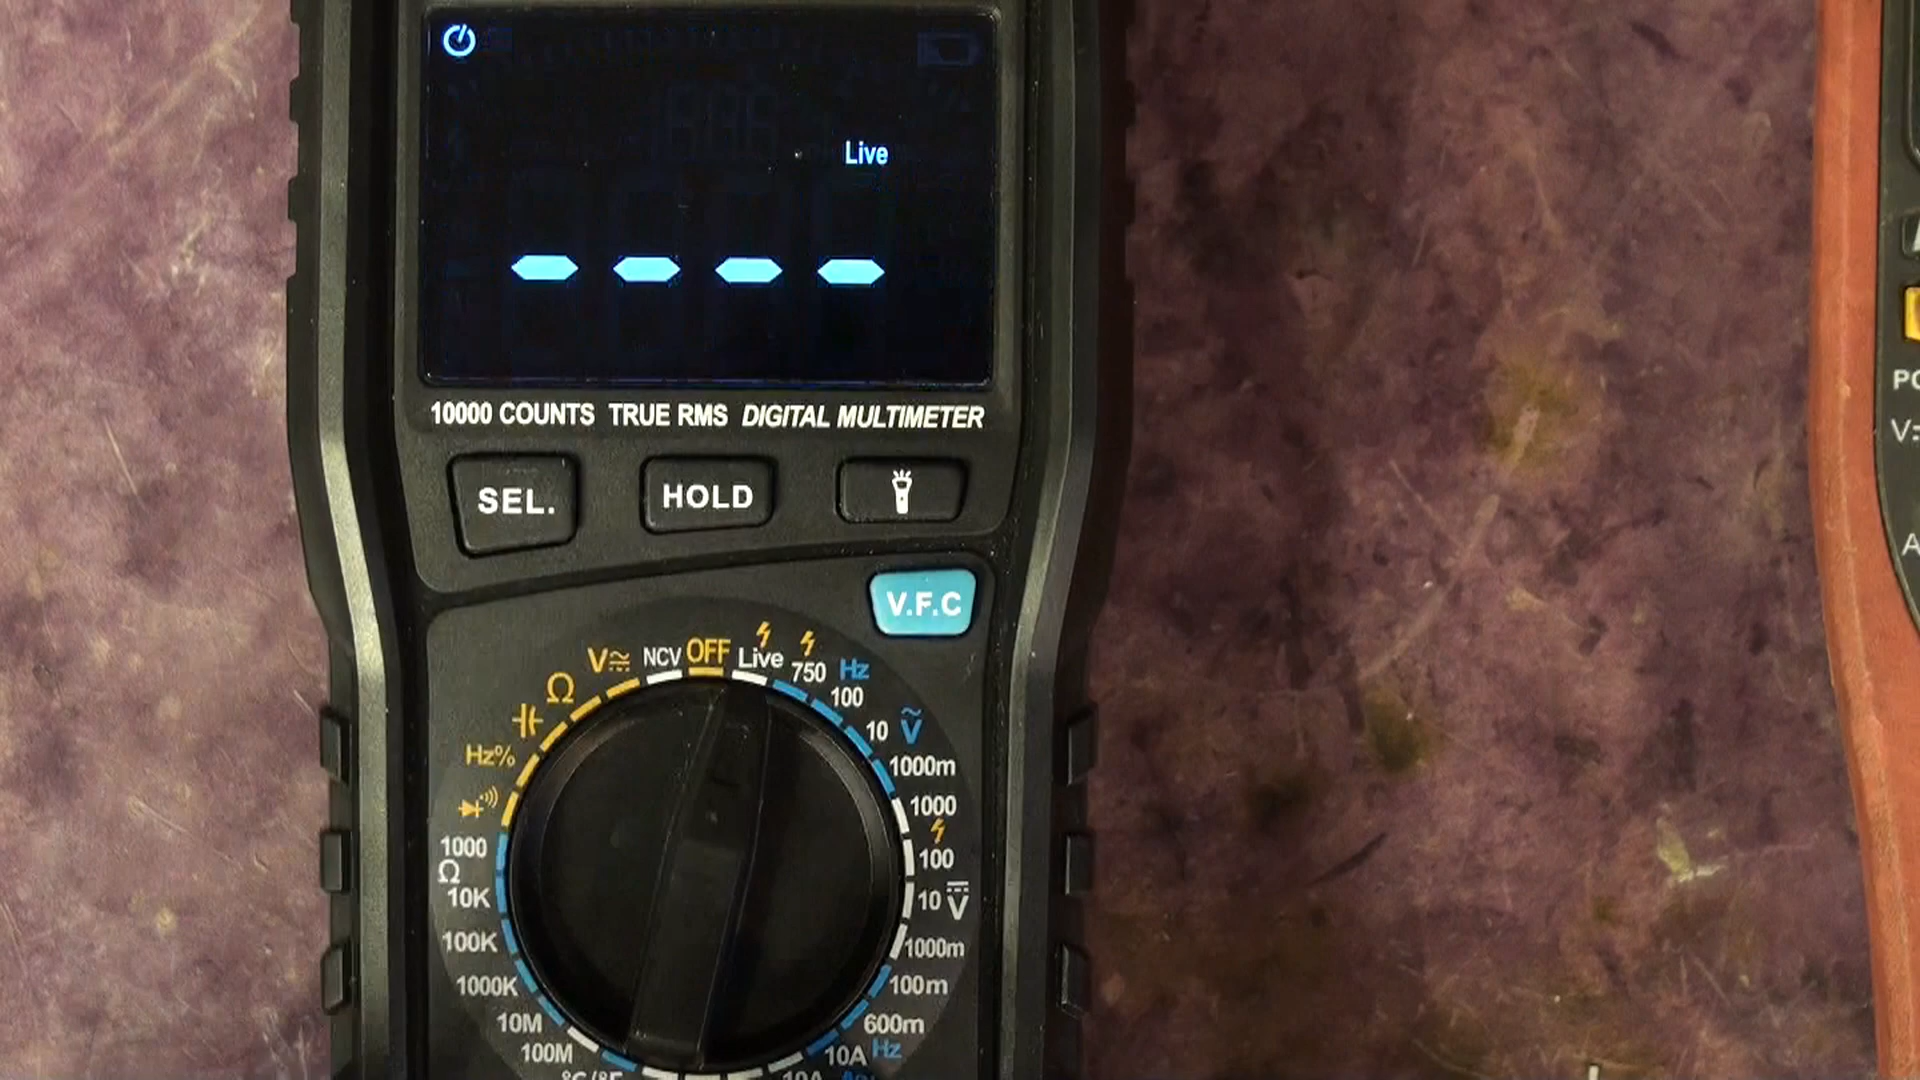 Live
----
10000 COUNTS TRUE RMS DIGITAL MULTIMETER
SEL. HOLD
V.F.C
Hz% Ω V NCV OFF Live 750 Hz
100
10 V
1000m
1000
100
10 V
1000m
100m
600m
10A Hz
1000
Ω
10K
100K
1000K
10M
100M
°C/°F
10A